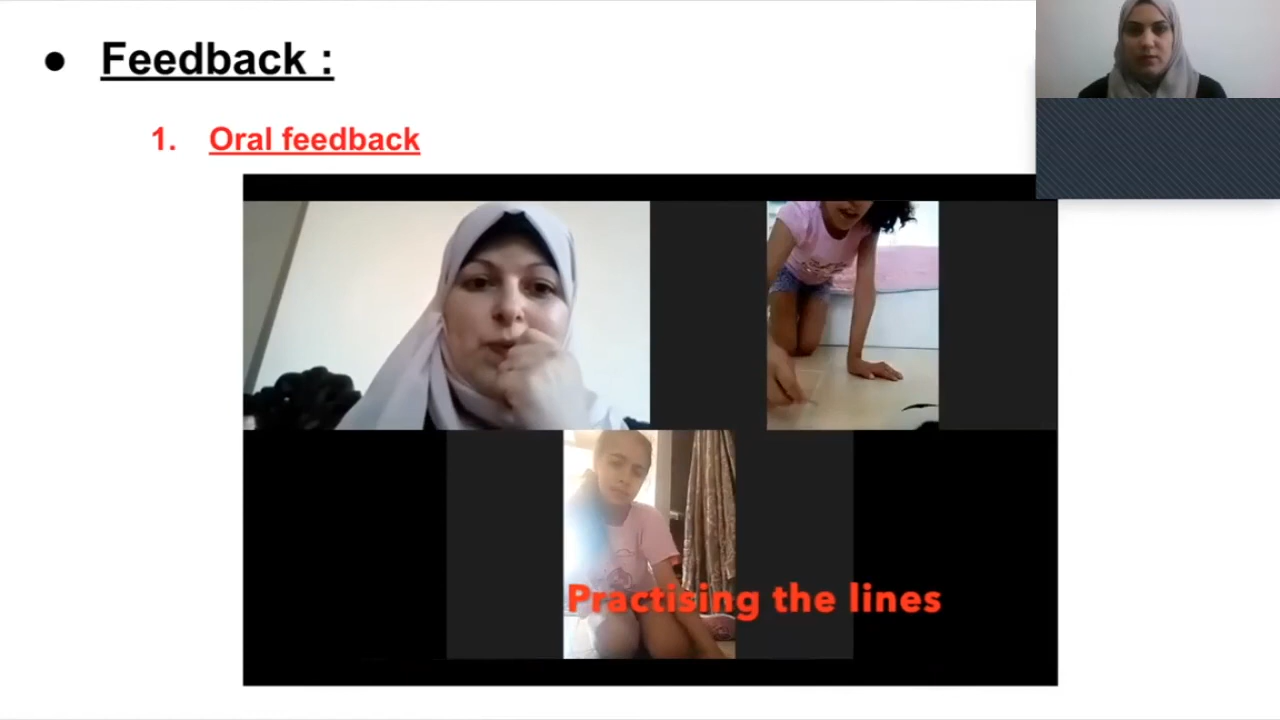 ● Feedback :
1. Oral feedback
Practising the lines